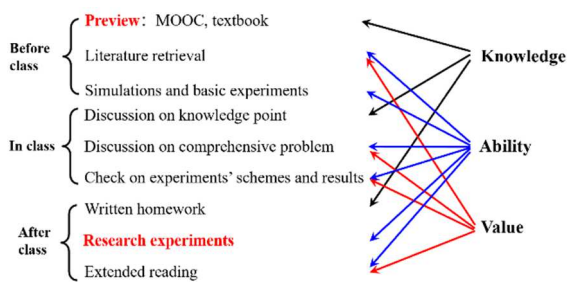 Preview: MOOC, textbook
Before
class
Literature retrieval
Simulations and basic experiments
Knowledge
Discussion on knowledge point
In class
Discussion on comprehensive problem
Ability
Check on experiments' schemes and results
Written homework
After
class
Research experiments
Value
Extended reading